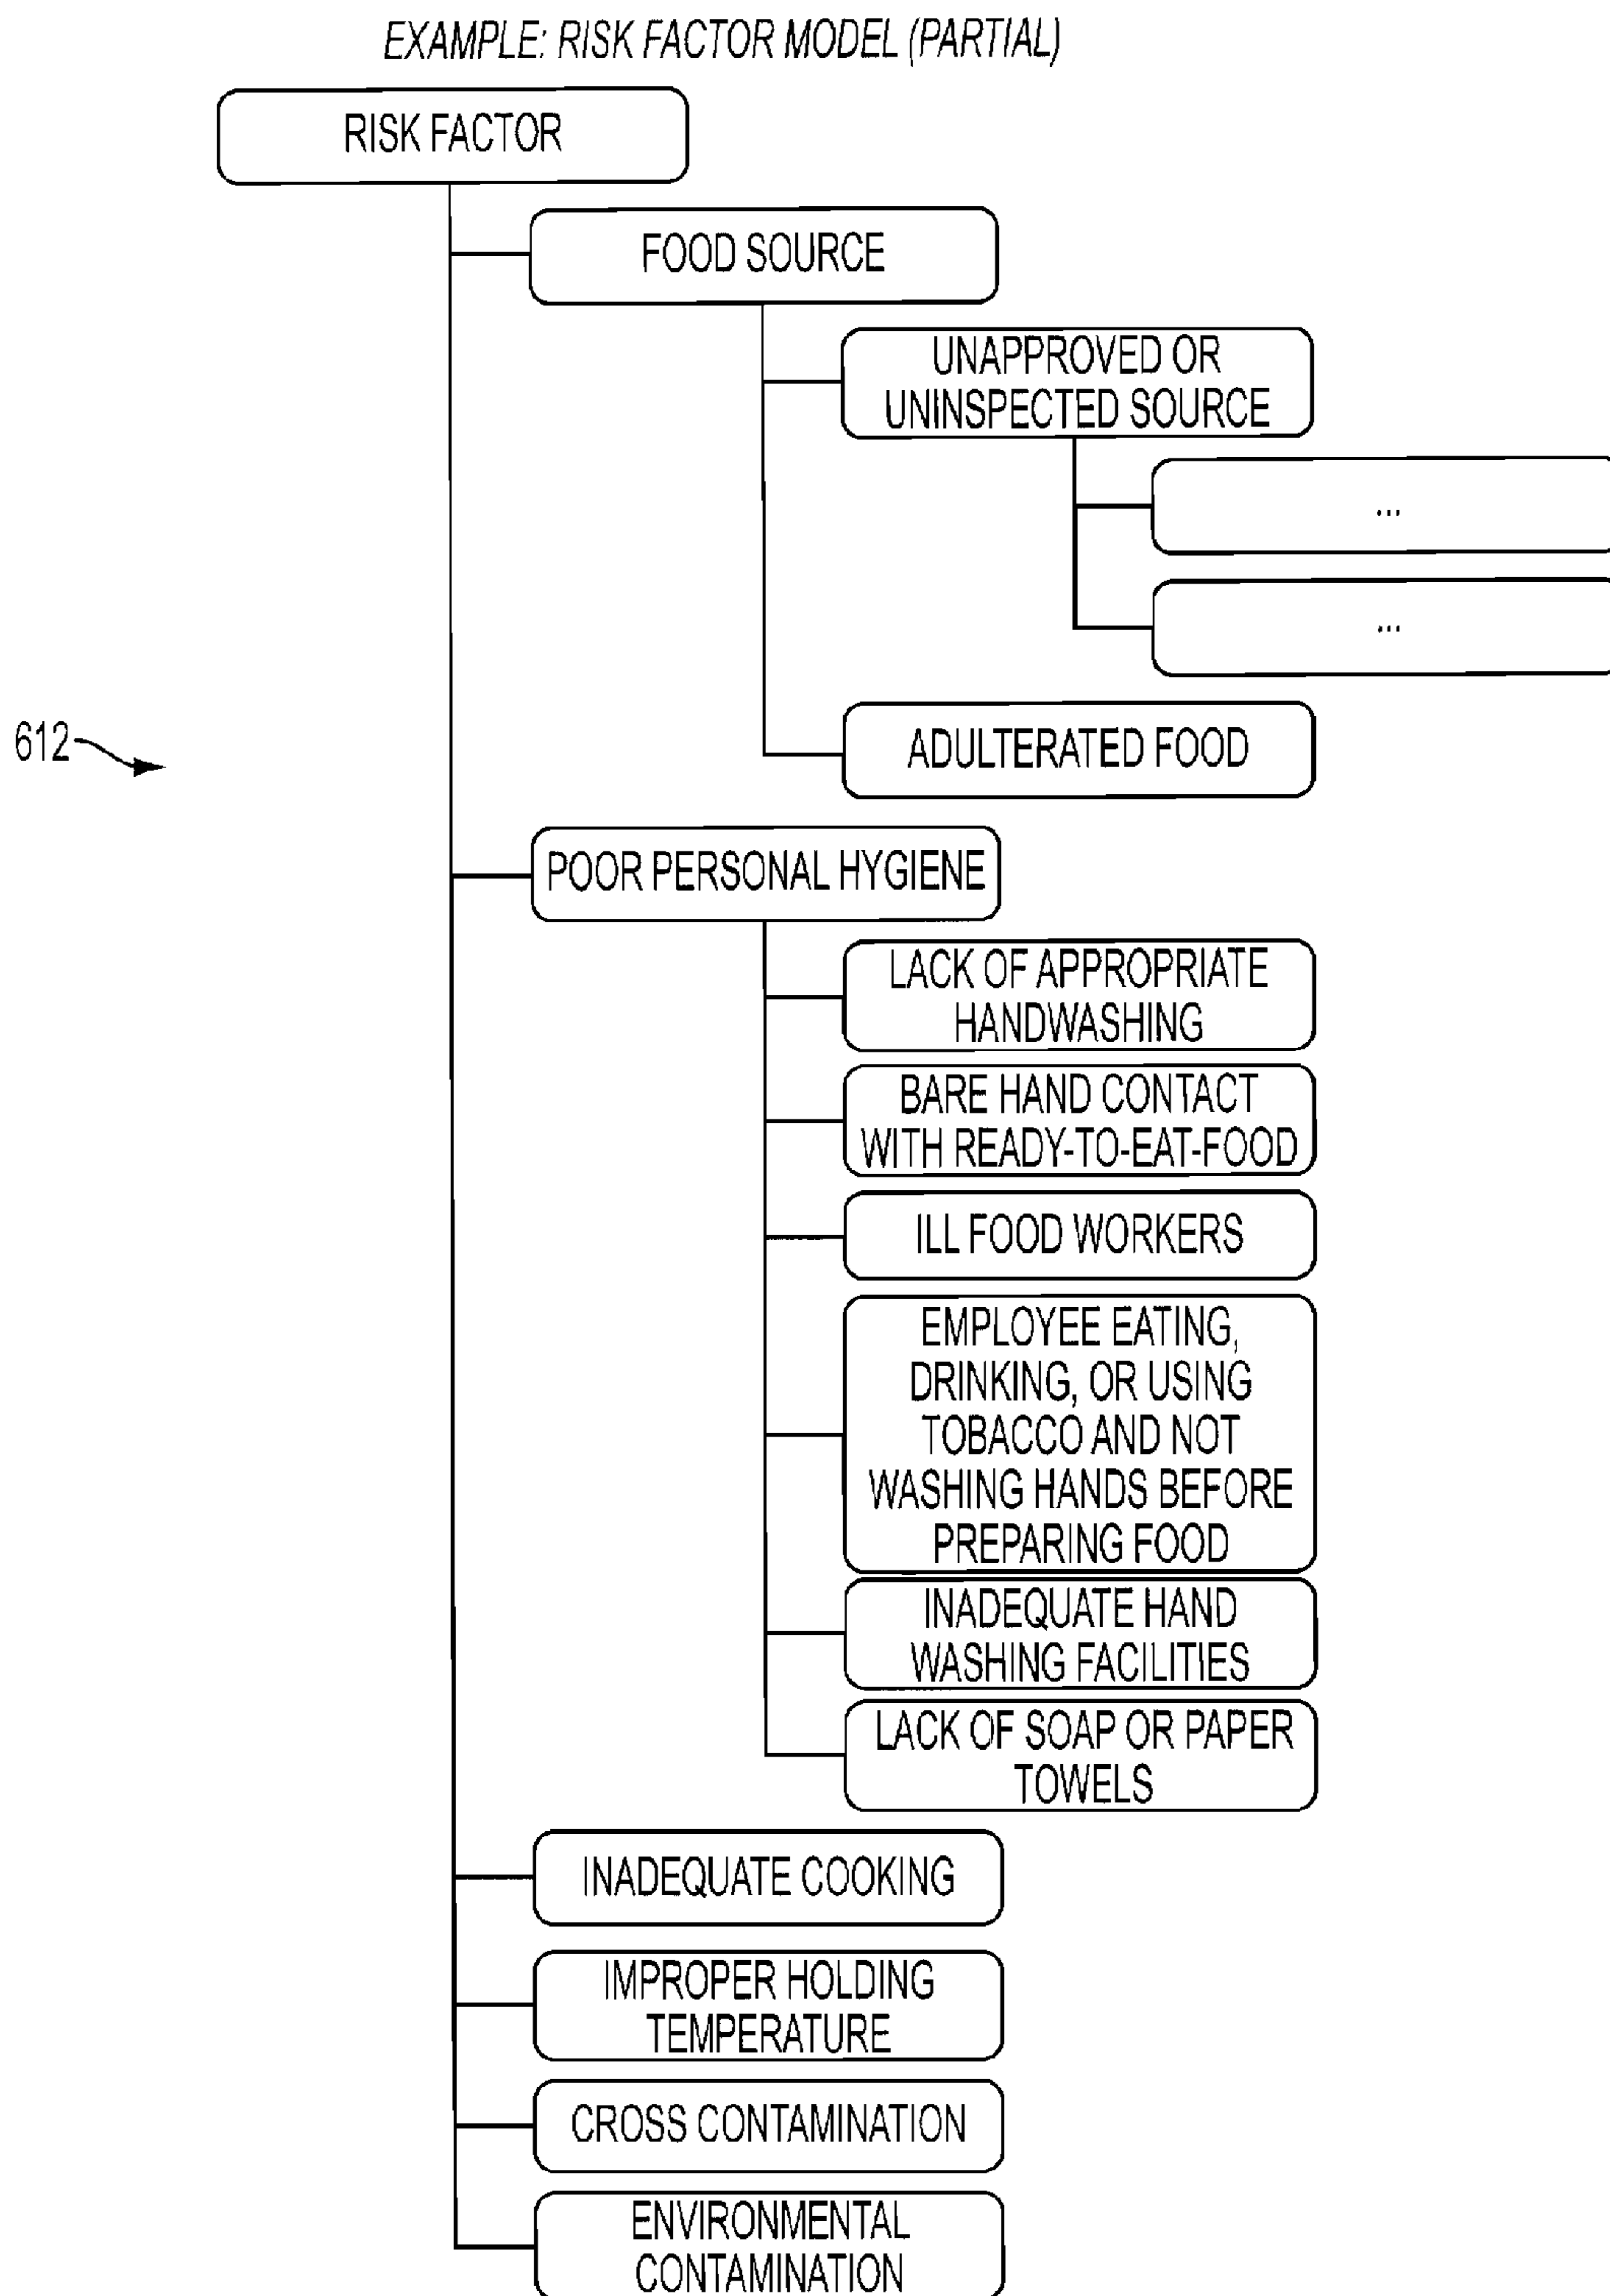 EXAMPLE: RISK FACTOR MODEL (PARTIAL)
RISK FACTOR
FOOD SOURCE
UNAPPROVED OR
UNINSPECTED SOURCE
...
...
612
ADULTERATED FOOD
POOR PERSONAL HYGIENE
LACK OF APPROPRIATE
HANDWASHING
BARE HAND CONTACT
WITH READY-TO-EAT-FOOD
ILL FOOD WORKERS
EMPLOYEE EATING,
DRINKING, OR USING
TOBACCO AND NOT
WASHING HANDS BEFORE
PREPARING FOOD
INADEQUATE HAND
WASHING FACILITIES
LACK OF SOAP OR PAPER
TOWELS
INADEQUATE COOKING
IMPROPER HOLDING
TEMPERATURE
CROSS CONTAMINATION
ENVIRONMENTAL
CONTAMINATION